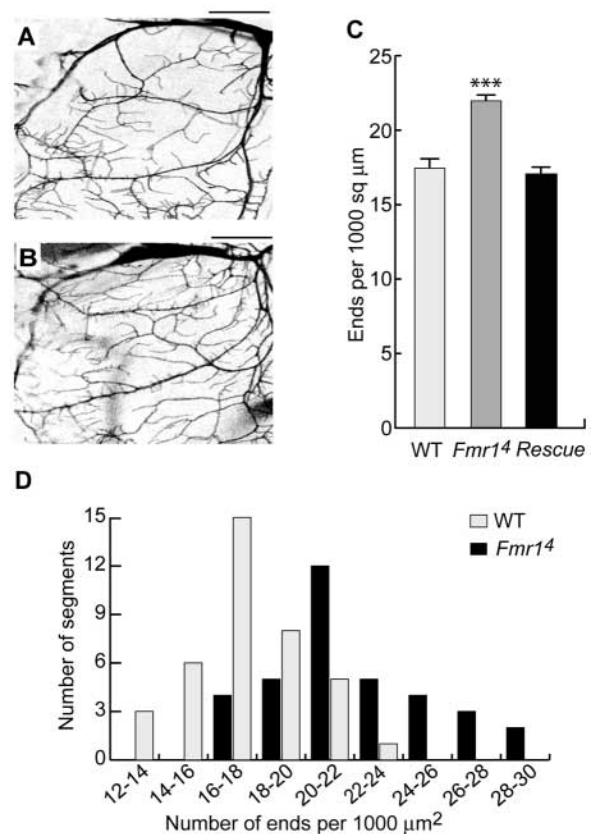 A
B
C
Ends per 1000 sq µm
25
20
15
10
5
0
***
WT Fmr1⁴ Rescue
D
Number of segments
15
12
9
6
3
0
WT
Fmr1⁴
12-14 14-16 16-18 18-20 20-22 22-24 24-26 26-28 28-30
Number of ends per 1000 µm²